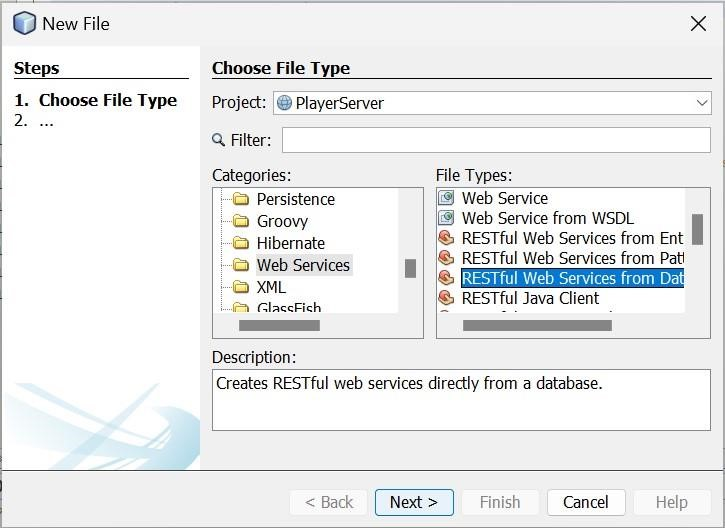 New File
Steps
1. Choose File Type
2. ...
Choose File Type
Project: PlayerServer
Filter:
Categories:
Persistence
Groovy
Hibernate
Web Services
XML
GlassFish
File Types:
Web Service
Web Service from WSDL
RESTful Web Services from Ent
RESTful Web Services from Patt
RESTful Web Services from Dat
RESTful Java Client
Description:
Creates RESTful web services directly from a database.
< Back Next > Finish Cancel Help